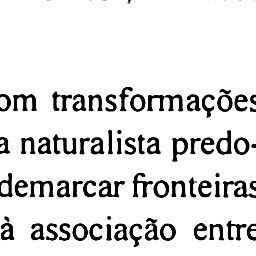 om transformações
a naturalista predo-
demarcar fronteiras
à associação entre